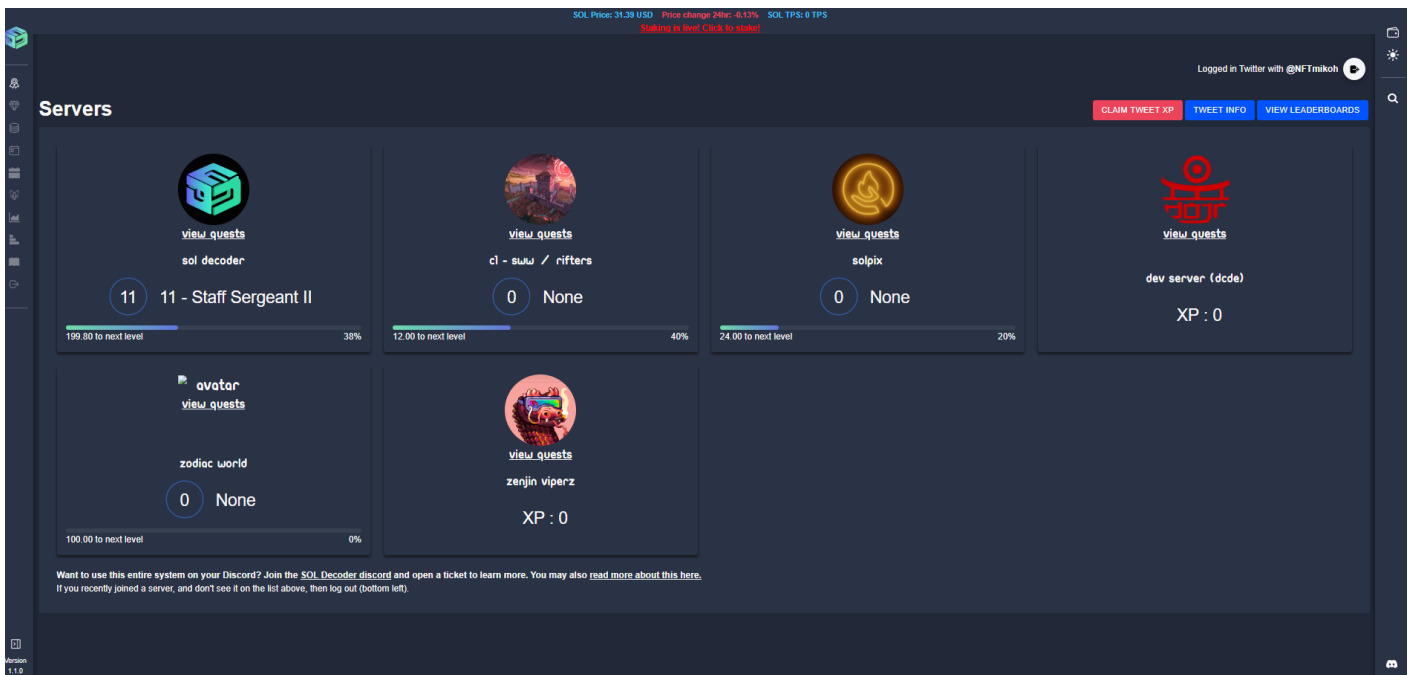 SOL Price: 31.39 USD Price change 24hr: -0.13% SOL TPS: 0 TPS
Staking is live! Click to stake!
Logged in Twitter with @NFTmikoh
Servers
CLAIM TWEET XP TWEET INFO VIEW LEADERBOARDS
view quests view quests view quests view quests
sol decoder c1 - sww / rifters solpix dev server (dcde)
11 11 - Staff Sergeant II 0 None 0 None XP : 0
199.80 to next level 38% 12.00 to next level 40% 24.00 to next level 20%
avatar
view quests view quests
zodiac world zenjin viperz
0 None XP : 0
100.00 to next level 0%
Want to use this entire system on your Discord? Join the SOL Decoder discord and open a ticket to learn more. You may also read more about this here.
If you recently joined a server, and don't see it on the list above, then log out (bottom left).
Version
1.1.0